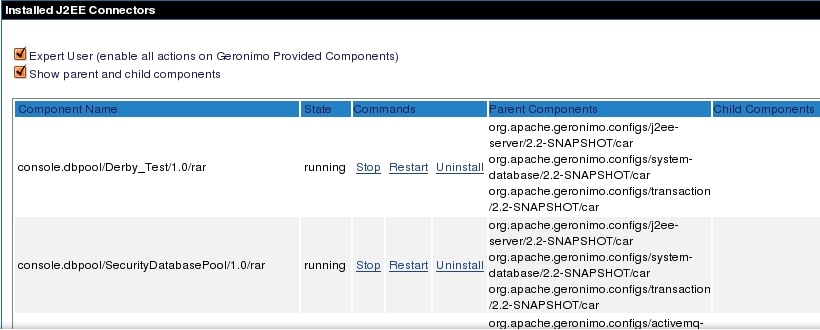 Installed J2EE Connectors
Expert User (enable all actions on Geronimo Provided Components)
Show parent and child components
Component Name State Commands Parent Components Child Components
console.dbpool/Derby_Test/1.0/rar running Stop Restart Uninstall
org.apache.geronimo.configs/j2ee-
server/2.2-SNAPSHOT/car
org.apache.geronimo.configs/system-
database/2.2-SNAPSHOT/car
org.apache.geronimo.configs/transaction
/2.2-SNAPSHOT/car
console.dbpool/SecurityDatabasePool/1.0/rar running Stop Restart Uninstall
org.apache.geronimo.configs/j2ee-
server/2.2-SNAPSHOT/car
org.apache.geronimo.configs/system-
database/2.2-SNAPSHOT/car
org.apache.geronimo.configs/transaction
/2.2-SNAPSHOT/car
org.apache.geronimo.configs/activemq-